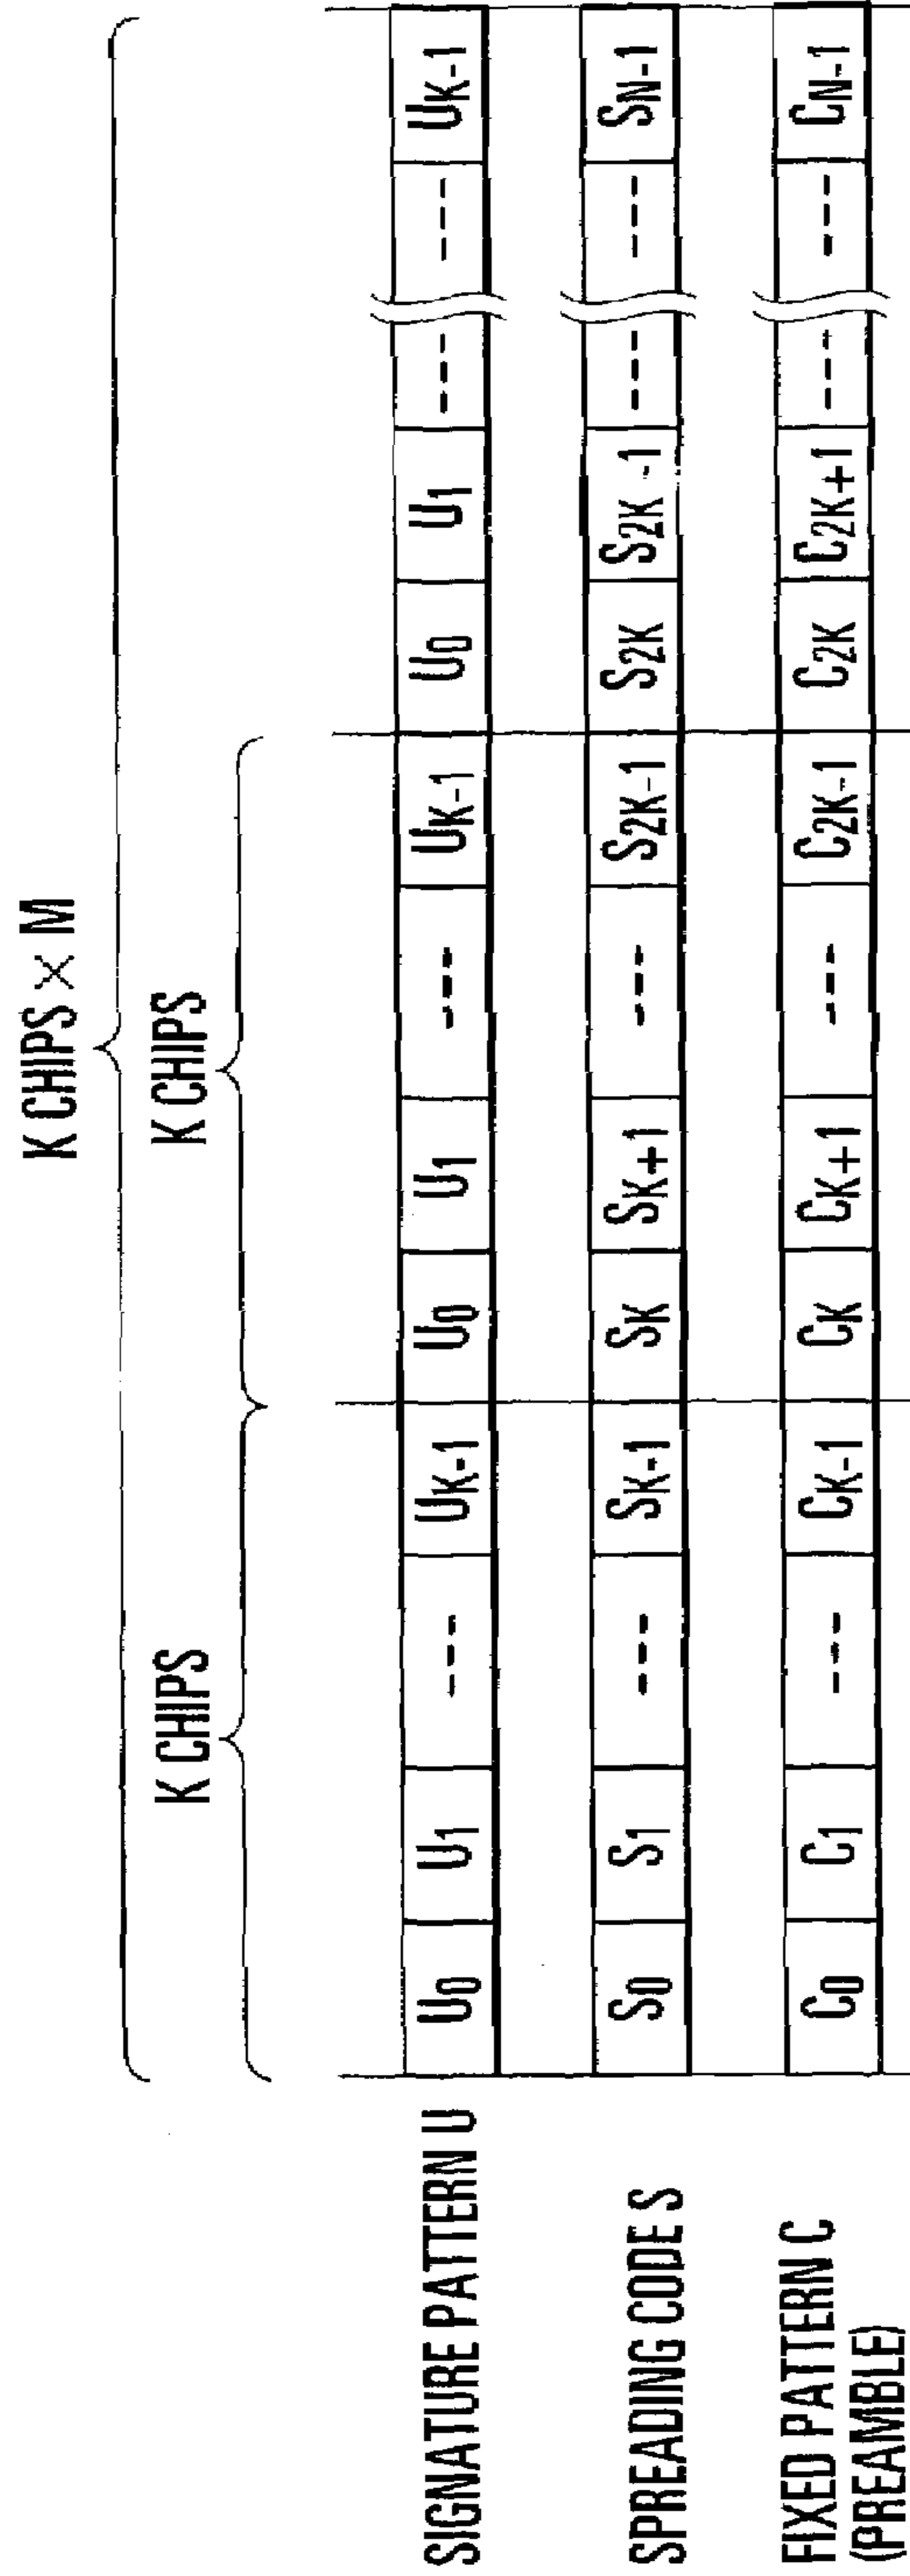 K CHIPS × M
K CHIPS K CHIPS
SIGNATURE PATTERN U U0 U1 --- UK-1 U0 U1 --- UK-1 U0 U1 --- --- UK-1
SPREADING CODE S S0 S1 --- SK-1 SK SK+1 --- S2K-1 S2K S2K-1 --- --- SN-1
FIXED PATTERN C C0 C1 --- CK-1 CK CK+1 --- C2K-1 C2K C2K+1 --- --- CN-1
(PREAMBLE)